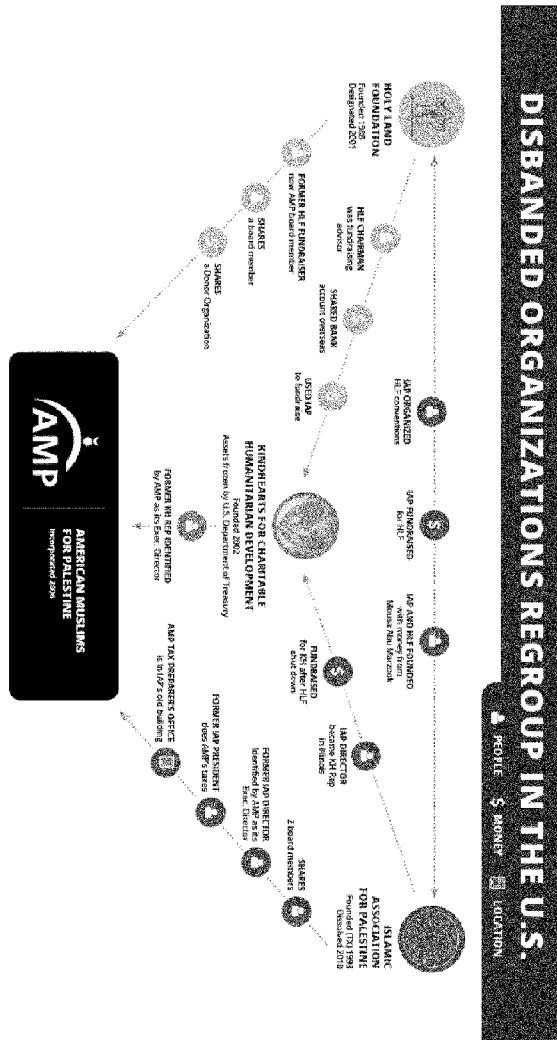 DISBANDED ORGANIZATIONS REGROUP IN THE U.S.
PEOPLE
MONEY
LOCATION
HOLY LAND
FOUNDATION
Founded 1989
Designated 2001
IAP ORGANIZED
HLF conventions
IAP FUNDRAISED
for HLF
IAP AND HLF FOUNDED
with money from
Mousa Abu Marzook
ISLAMIC
ASSOCIATION
FOR PALESTINE
Founded (TX) 1993
Dissolved
HLF CHAIRMAN
was fundraising
advisor
SHARED BANK
account overseas
USED IAP
to fundraise
KINDHEARTS FOR CHARITABLE
HUMANITARIAN DEVELOPMENT
Founded 2002
Assets frozen by U.S. Department of Treasury
FUNDRAISED
for KH after HLF
shut down
IAP DIRECTOR
became KH Rep
in Illinois
FORMER HLF FUNDRAISER
now AMP board member
SHARES
a board member
SHARES
a Donor Organization
FORMER KH REP IDENTIFIED
by AMP as its Exec. Director
SHARES
2 board members
FORMER IAP DIRECTOR
identified by AMP as its
Exec. Director
FORMER IAP PRESIDENT
does AMP's taxes
AMP TAX PREPARER'S OFFICE
is in IAP's old building
AMP
AMERICAN MUSLIMS
FOR PALESTINE
Incorporated 2006